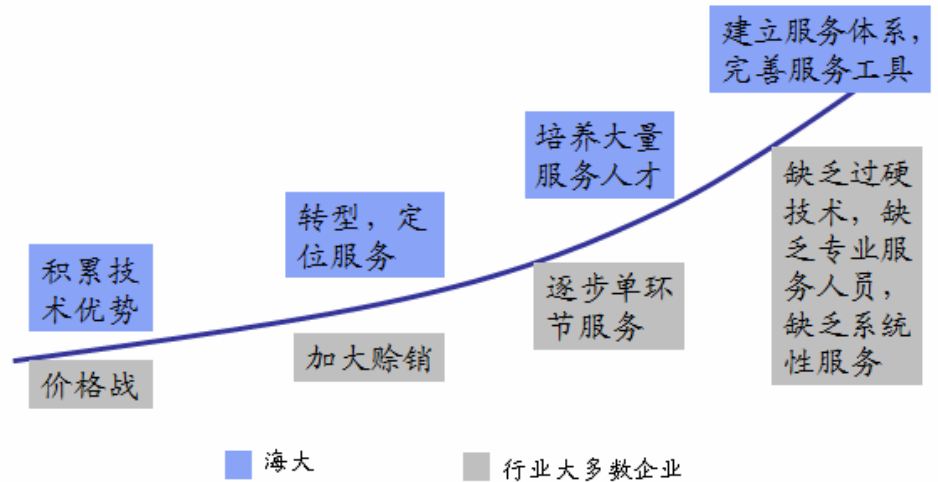 建立服务体系，
完善服务工具
培养大量
服务人才
转型，定
位服务
积累技
术优势
缺乏过硬
技术，缺
乏专业服
务人员，
缺乏系统
性服务
逐步单环
节服务
加大赊销
价格战
海大
行业大多数企业